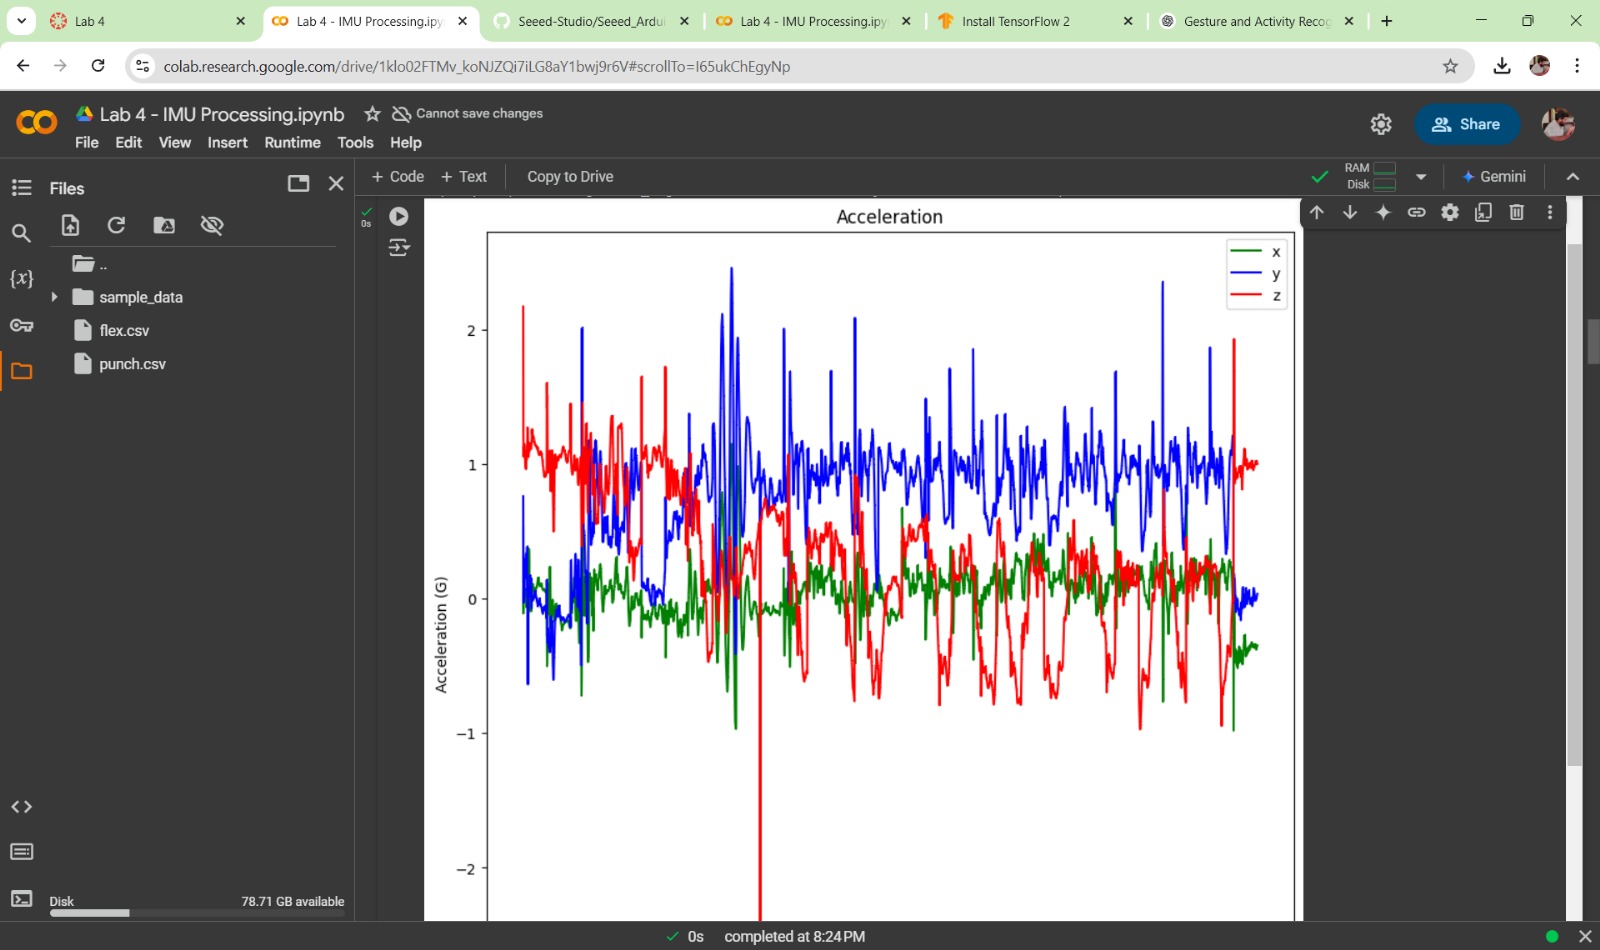 Lab 4
Lab 4 - IMU Processing.ipy
Seeed-Studio/Seeed_Ardui
Lab 4 - IMU Processing.ipy
Install TensorFlow 2
Gesture and Activity Recog
colab.research.google.com/drive/1klo02FTMv_koNJZQi7iLG8aY1bwj9r6V#scrollTo=I65ukChEgyNp
Lab 4 - IMU Processing.ipynb
Cannot save changes
File Edit View Insert Runtime Tools Help
Share
Files
+ Code + Text Copy to Drive
RAM
Disk
Gemini
..
sample_data
flex.csv
punch.csv
0s
Acceleration
x
y
z
2
1
0
−1
−2
Acceleration (G)
{x}
Disk 78.71 GB available
0s completed at 8:24 PM